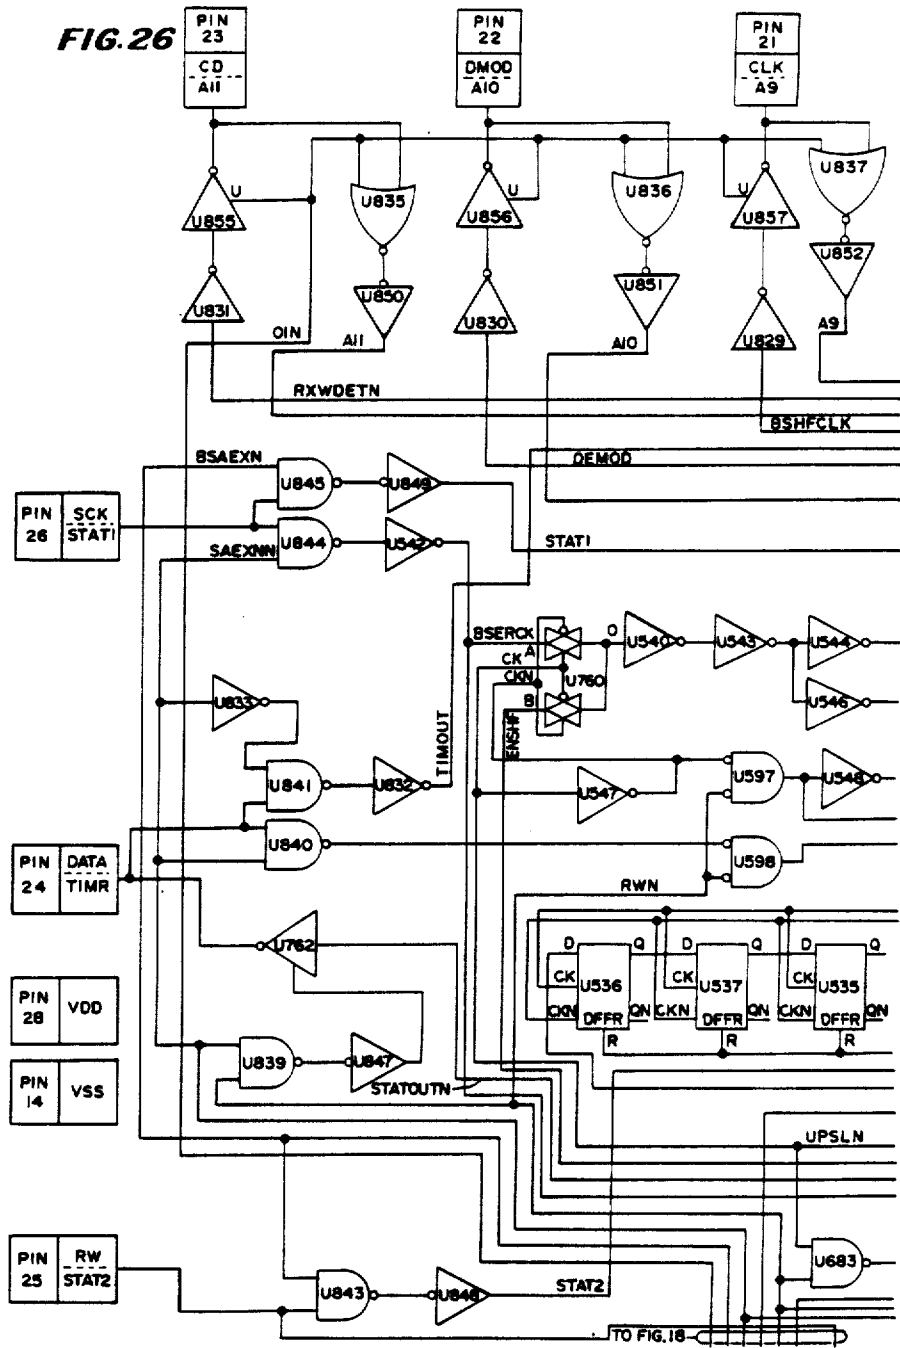 FIG.26
PIN
23
CD
A11
PIN
22
DMOD
A10
PIN
21
CLK
A9
U855
U
U835
U856
U
U836
U857
U
U837
U831
U850
U830
U851
U829
U852
OIN
A11
A10
A9
RXWDETN
BSHFCLK
DEMOD
BSAEXN
U845
U849
PIN
26
SCK
STAT1
U844
U542
SAEXNN
STAT1
BSERCK
A
O
U540
U543
U544
CK
CKN
U760
B
ENSHF
U546
U833
TIMOUT
U841
U832
U547
U597
U548
U840
U598
PIN
24
DATA
TIMR
RWN
U762
D
Q
D
Q
D
Q
CK
U536
CK
U537
CK
U535
CKN
QN
CKN
QN
CKN
QN
DFFR
DFFR
DFFR
R
R
R
PIN
28
VDD
U839
U847
PIN
14
VSS
STATOUTN
UPSLN
PIN
25
RW
STAT2
U843
U848
STAT2
U683
TO FIG.18